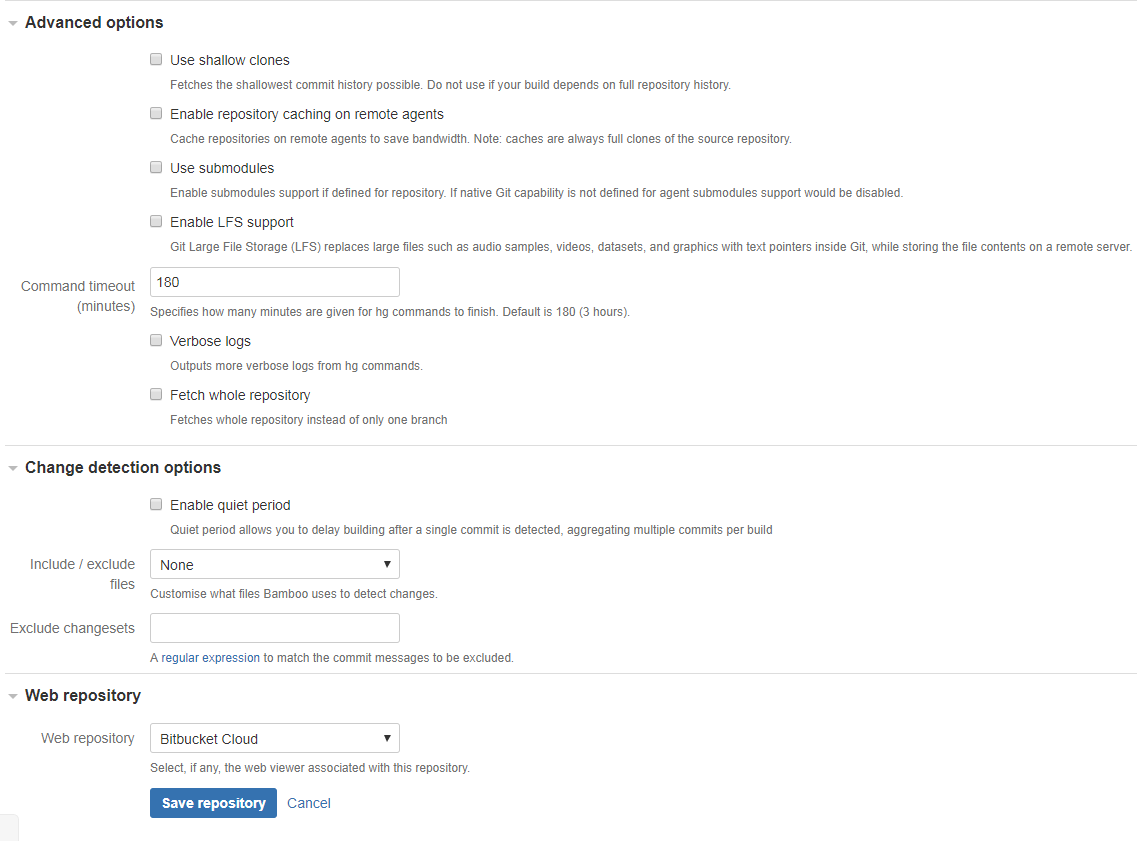 Advanced options
Use shallow clones
Fetches the shallowest commit history possible. Do not use if your build depends on full repository history.
Enable repository caching on remote agents
Cache repositories on remote agents to save bandwidth. Note: caches are always full clones of the source repository.
Use submodules
Enable submodules support if defined for repository. If native Git capability is not defined for agent submodules support would be disabled.
Enable LFS support
Git Large File Storage (LFS) replaces large files such as audio samples, videos, datasets, and graphics with text pointers inside Git, while storing the file contents on a remote server.
Command timeout
(minutes)
180
Specifies how many minutes are given for hg commands to finish. Default is 180 (3 hours).
Verbose logs
Outputs more verbose logs from hg commands.
Fetch whole repository
Fetches whole repository instead of only one branch
Change detection options
Enable quiet period
Quiet period allows you to delay building after a single commit is detected, aggregating multiple commits per build
Include / exclude
files
None
Customise what files Bamboo uses to detect changes.
Exclude changesets
A regular expression to match the commit messages to be excluded.
Web repository
Web repository
Bitbucket Cloud
Select, if any, the web viewer associated with this repository.
Save repository
Cancel